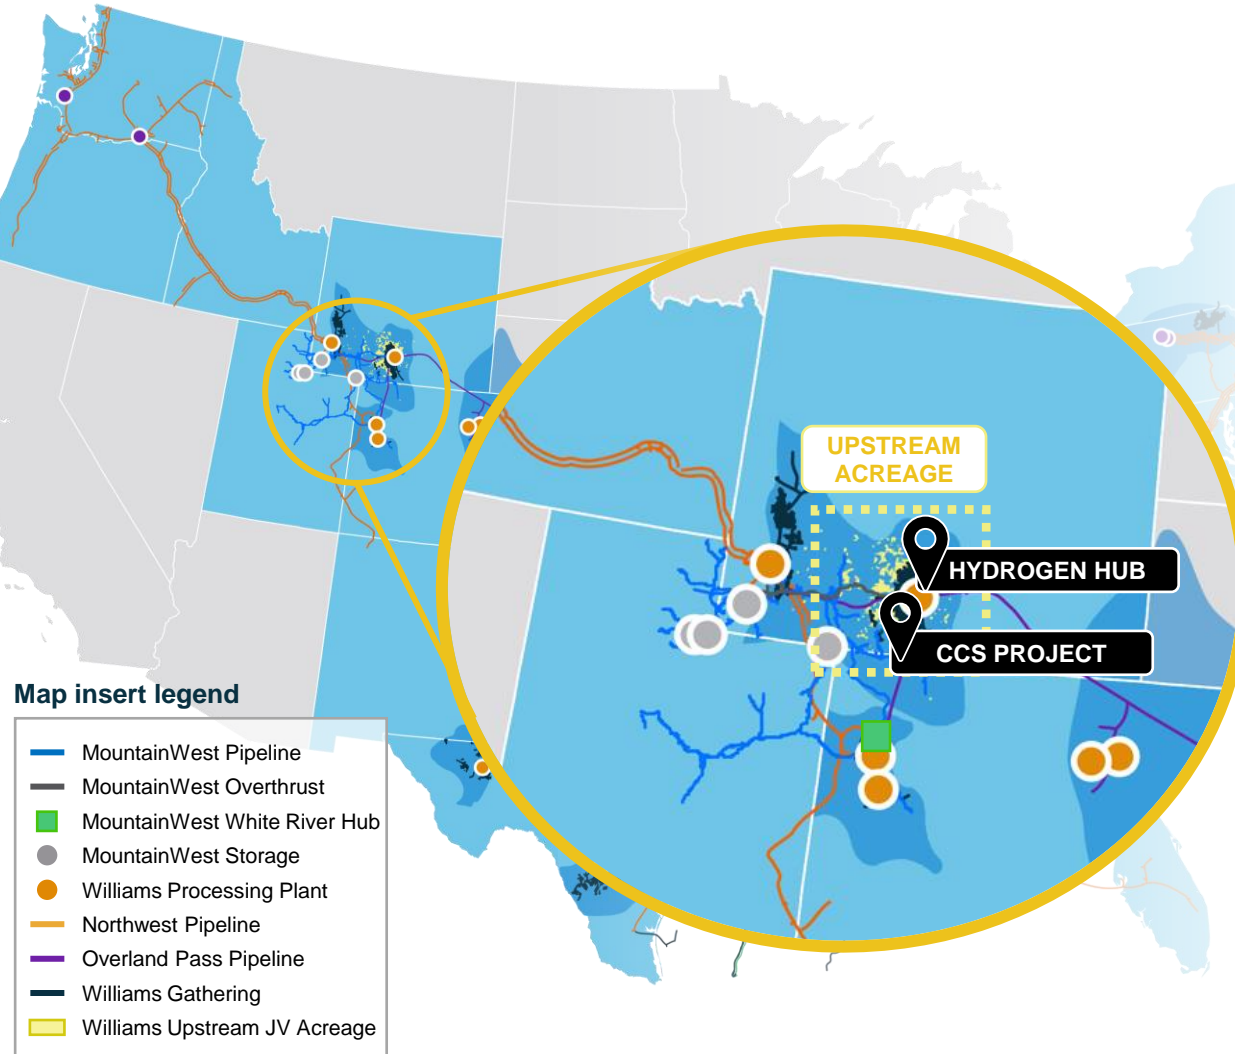 UPSTREAM
ACREAGE
HYDROGEN HUB
CCS PROJECT
Map insert legend
MountainWest Pipeline
MountainWest Overthrust
MountainWest White River Hub
MountainWest Storage
Williams Processing Plant
Northwest Pipeline
Overland Pass Pipeline
Williams Gathering
Williams Upstream JV Acreage